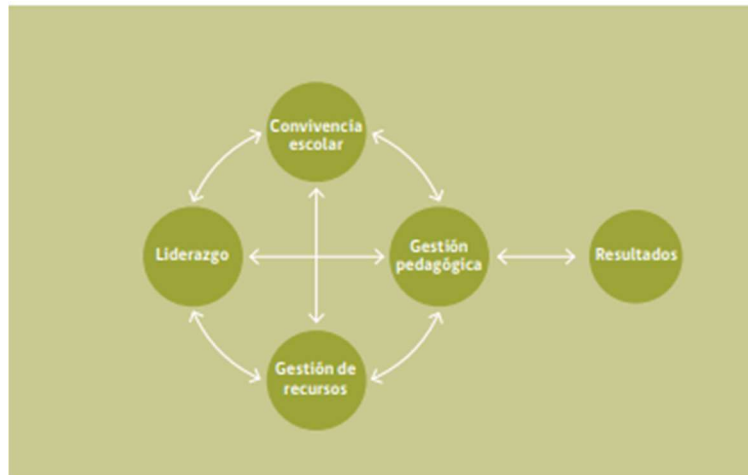 Convivencia
escolar
Liderazgo
Gestión
pedagógica
Resultados
Gestión de
recursos